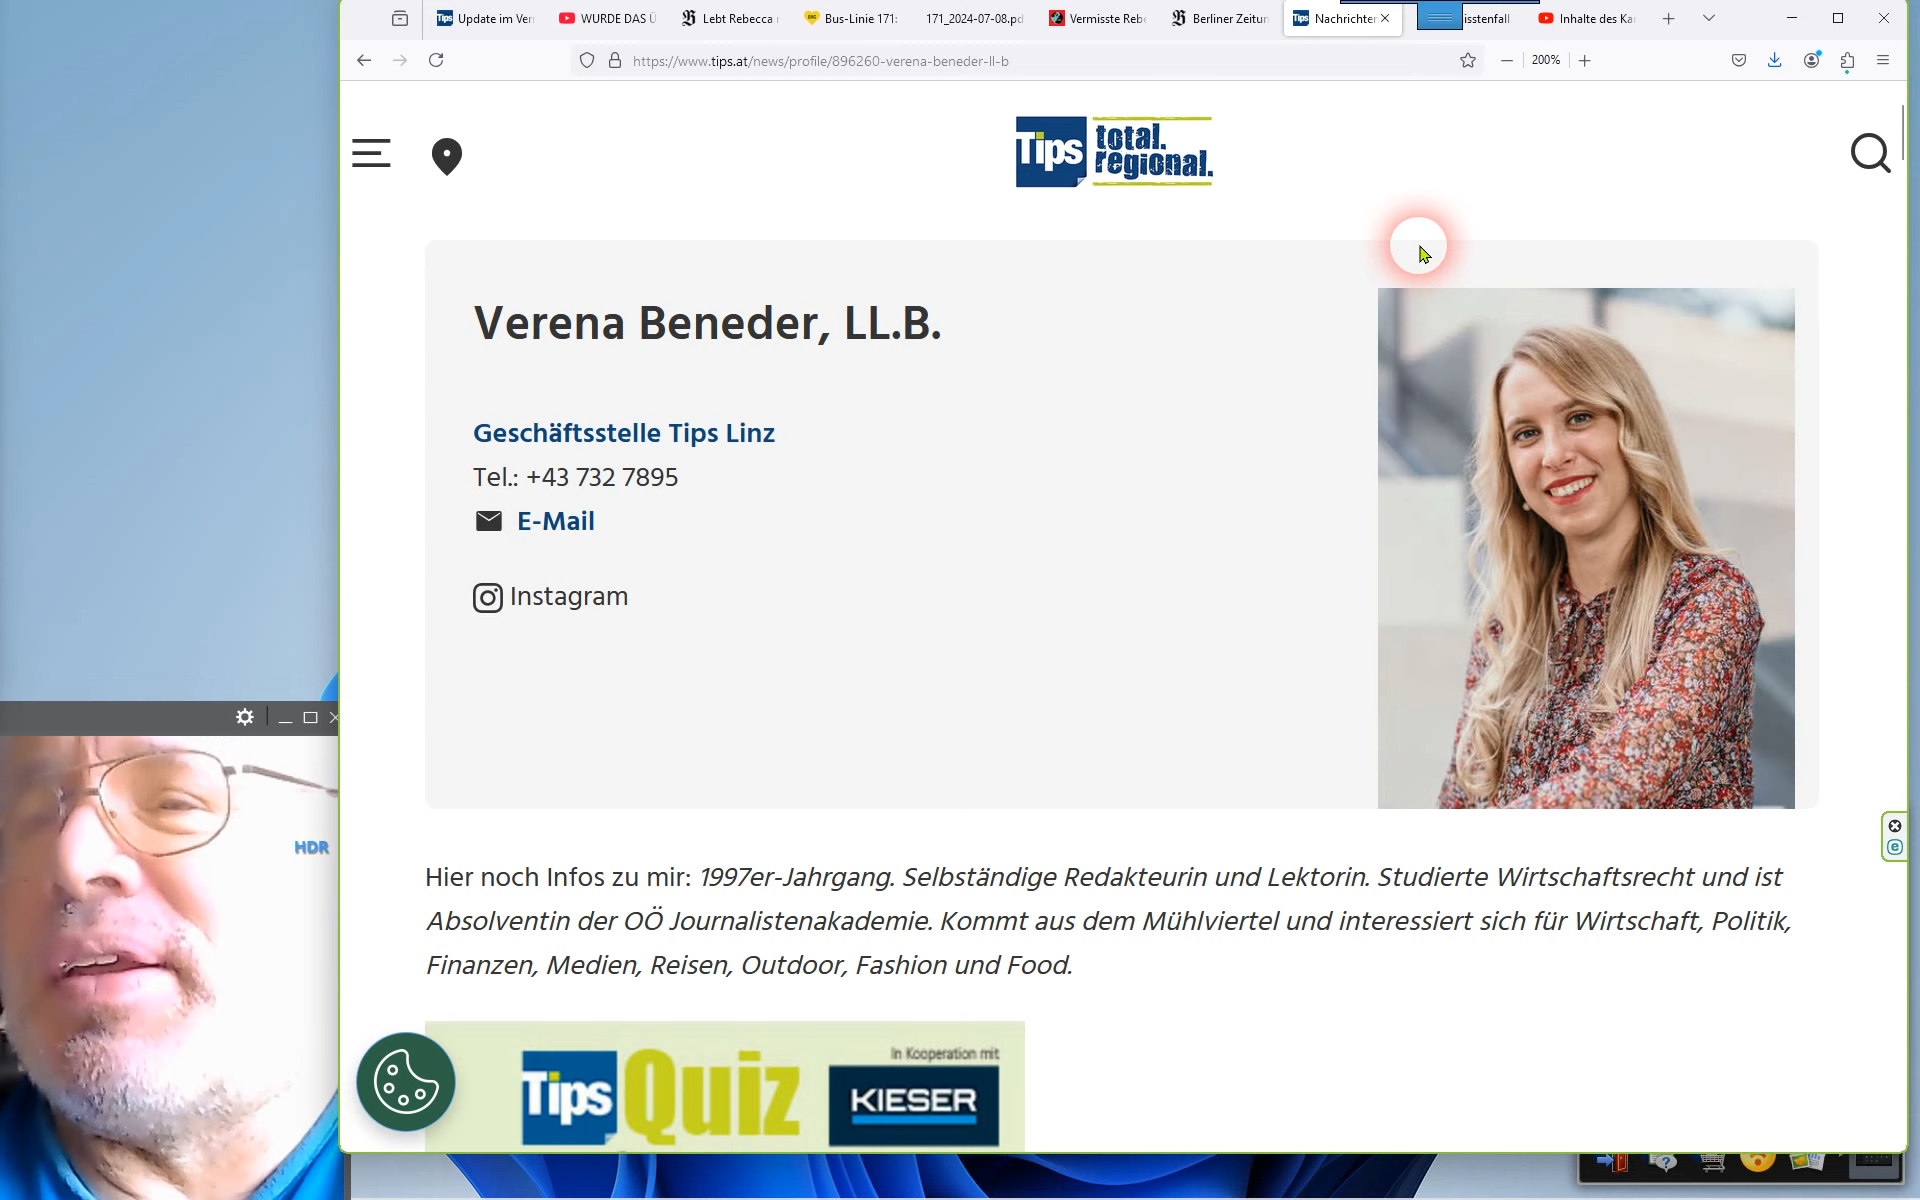 Update im Ver
WURDE DAS Ü
Lebt Rebecca
Bus-Linie 171:
171_2024-07-08.pd
Vermisste Reb
Berliner Zeitun
Nachrichten
isstenfall
Inhalte des Ka
https://www.tips.at/news/profile/896260-verena-beneder-ll-b
200%
Tips total.
regional.
Verena Beneder, LL.B.
Geschäftsstelle Tips Linz
Tel.: +43 732 7895
E-Mail
Instagram
HDR
Hier noch Infos zu mir: 1997er-Jahrgang. Selbständige Redakteurin und Lektorin. Studierte Wirtschaftsrecht und ist
Absolventin der OÖ Journalistenakademie. Kommt aus dem Mühlviertel und interessiert sich für Wirtschaft, Politik,
Finanzen, Medien, Reisen, Outdoor, Fashion und Food.
In Kooperation mit
Tips Quiz KIESER